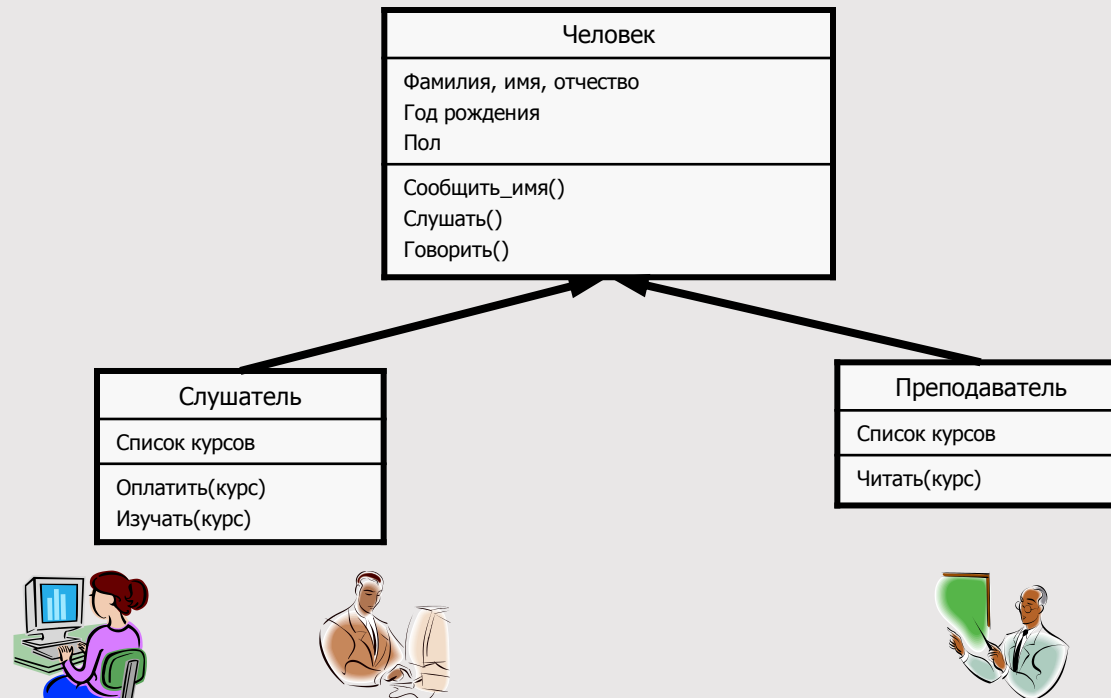 Человек
Фамилия, имя, отчество
Год рождения
Пол
Сообщить_имя()
Слушать()
Говорить()
Слушатель
Список курсов
Оплатить(курс)
Изучать(курс)
Преподаватель
Список курсов
Читать(курс)